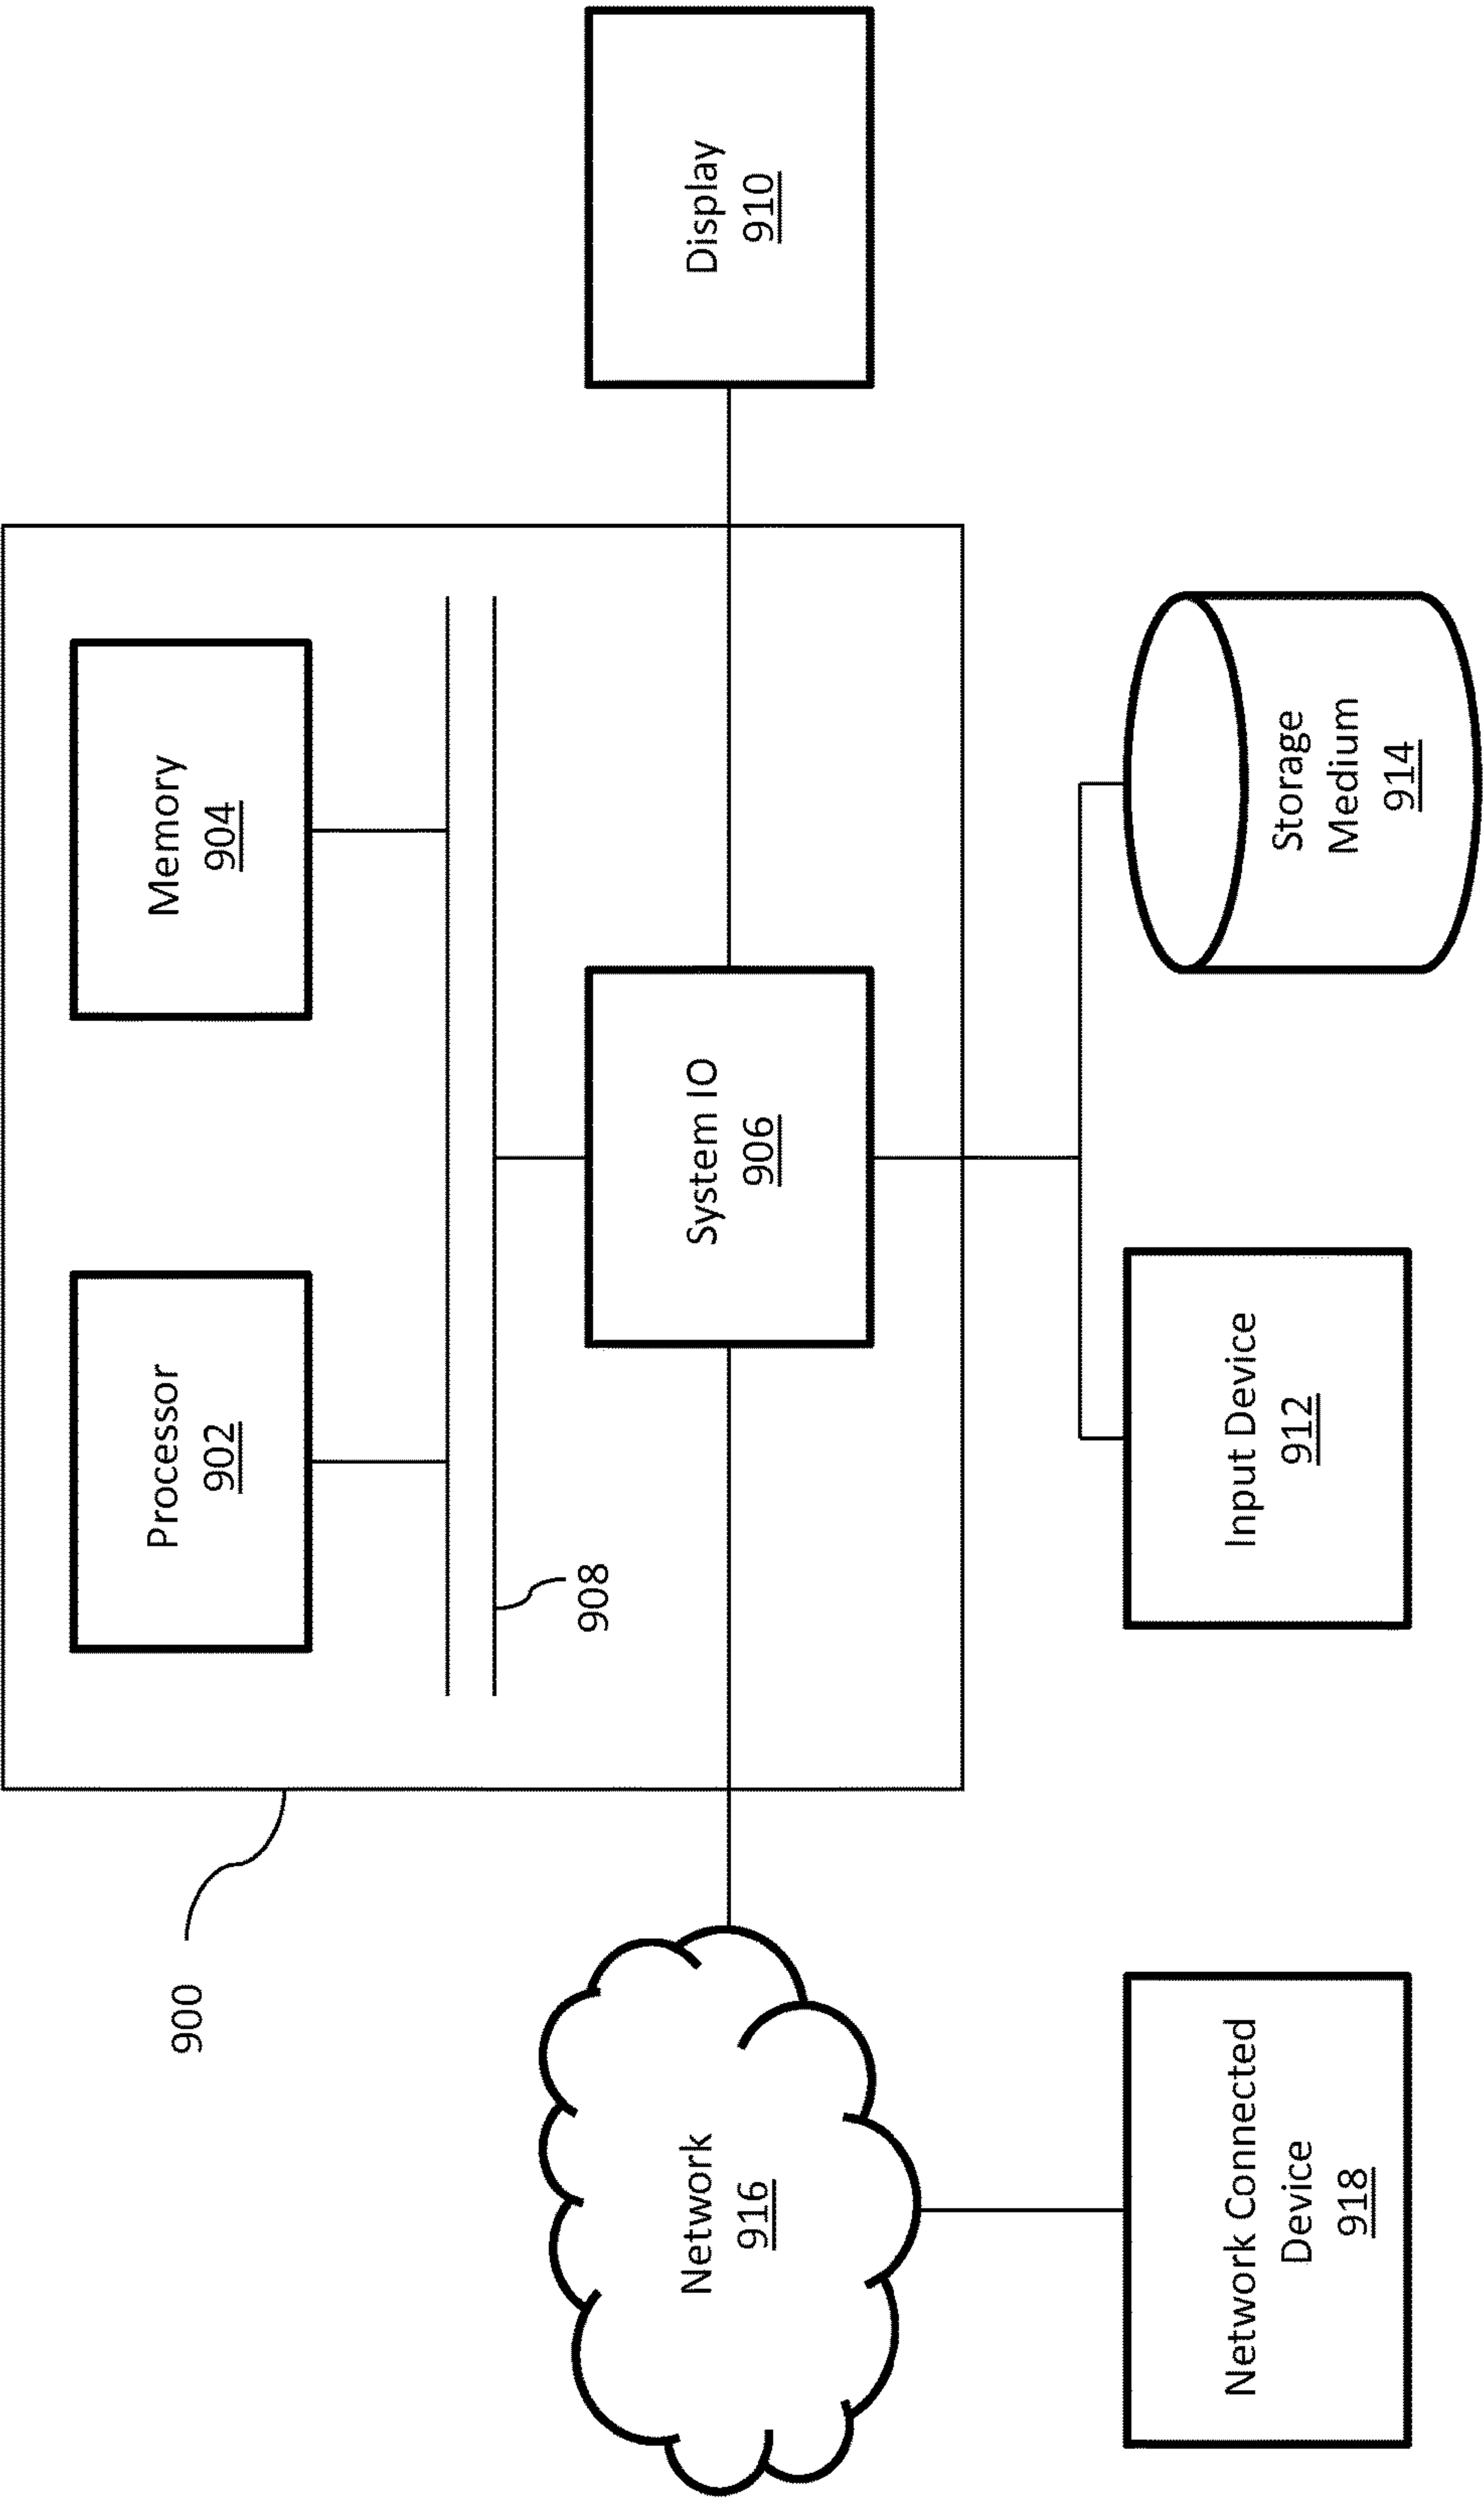 900
Processor
902
Memory
904
908
Network
916
System IO
906
Display
910
Network Connected
Device
918
Input Device
912
Storage
Medium
914